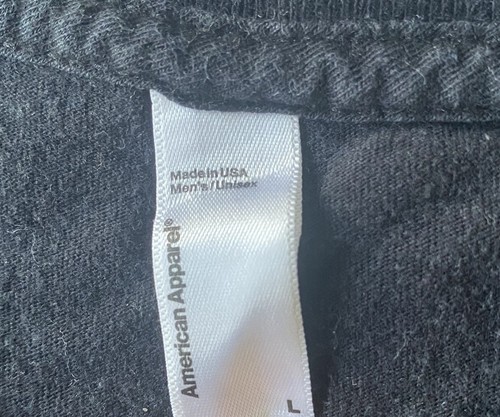 Made in USA
Men's/Unisex
American Apparel®
L